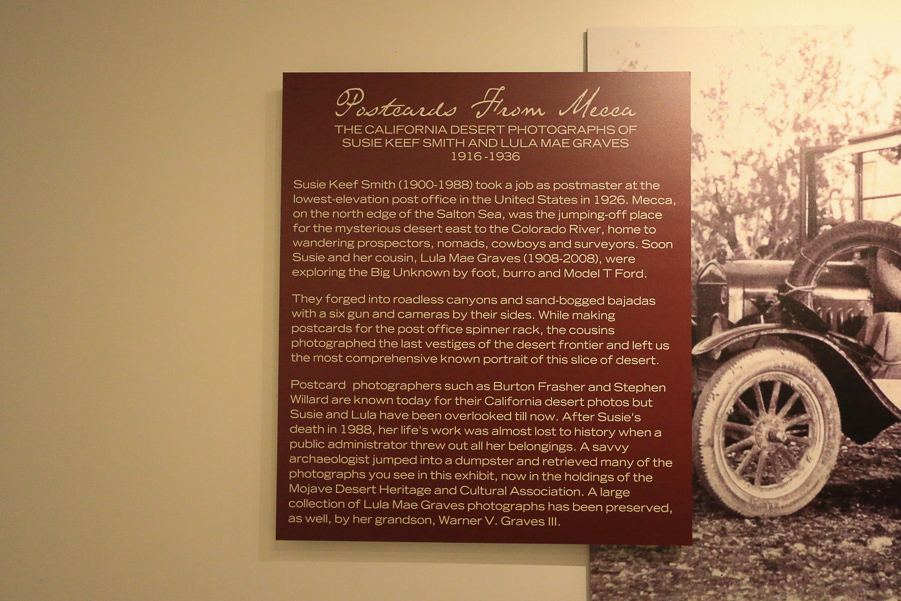 Postcards From Mecca
THE CALIFORNIA DESERT PHOTOGRAPHS OF
SUSIE KEEF SMITH AND LULA MAE GRAVES
1916-1936
Susie Keef Smith (1900-1988) took a job as postmaster at the
lowest-elevation post office in the United States in 1926. Mecca,
on the north edge of the Salton Sea, was the jumping-off place
for the mysterious desert east to the Colorado River, home to
wandering prospectors, nomads, cowboys and surveyors. Soon
Susie and her cousin, Lula Mae Graves (1908-2008), were
exploring the Big Unknown by foot, burro and Model T Ford.
They forged into roadless canyons and sand-bogged bajadas
with a six gun and cameras by their sides. While making
postcards for the post office spinner rack, the cousins
photographed the last vestiges of the desert frontier and left us
the most comprehensive known portrait of this slice of desert.
Postcard photographers such as Burton Frasher and Stephen
Willard are known today for their California desert photos but
Susie and Lula have been overlooked till now. After Susie's
death in 1988, her life's work was almost lost to history when a
public administrator threw out all her belongings. A savvy
archaeologist jumped into a dumpster and retrieved many of the
photographs you see in this exhibit, now in the holdings of the
Mojave Desert Heritage and Cultural Association. A large
collection of Lula Mae Graves photographs has been preserved,
as well, by her grandson, Warner V. Graves III.